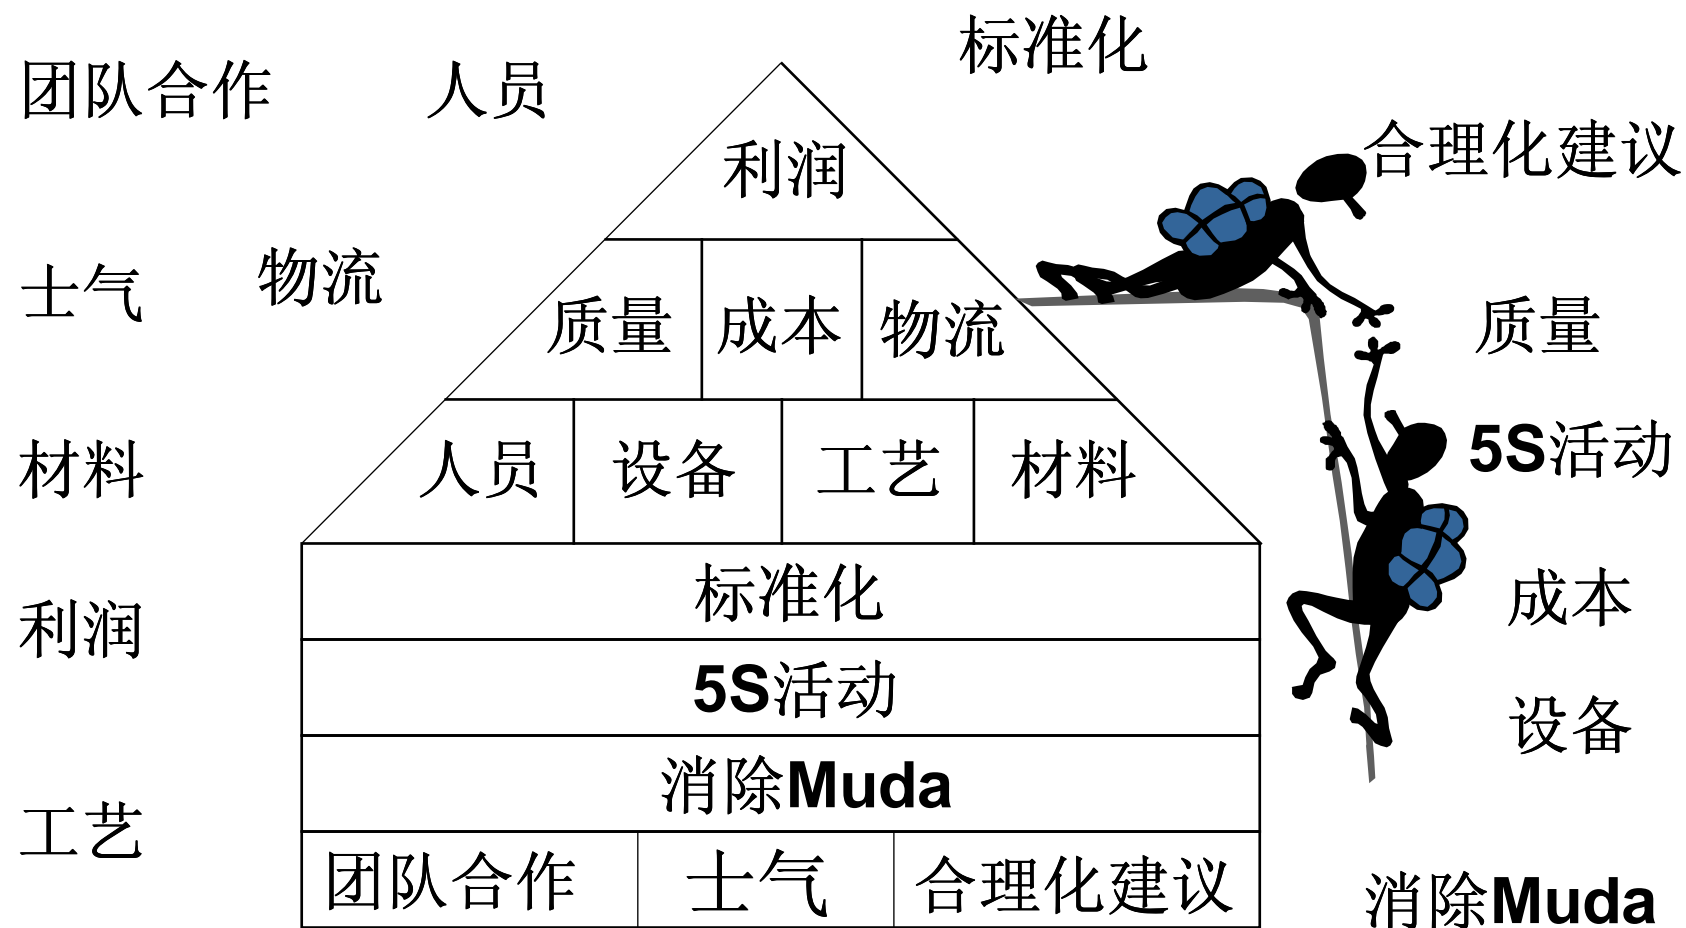 标准化
团队合作 人员
合理化建议
利润
士气 物流
质量 成本 物流
质量
材料
人员 设备 工艺 材料
5S活动
标准化
利润
成本
5S活动
设备
消除Muda
工艺
团队合作 士气 合理化建议
消除Muda